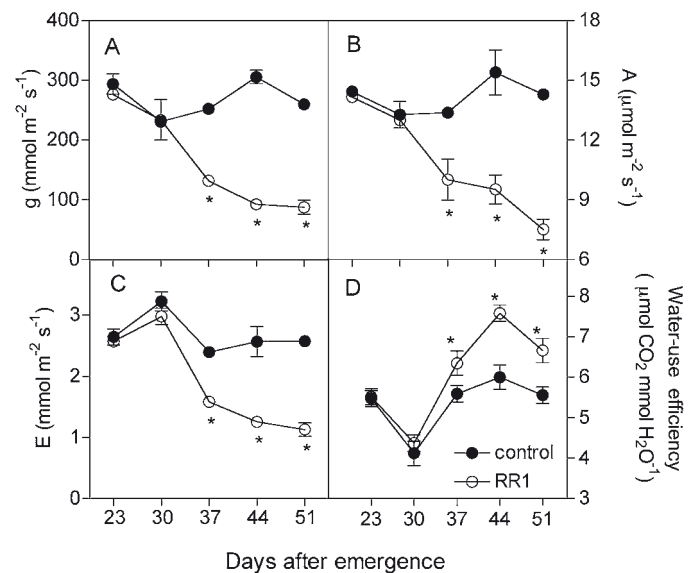 400
300
200
100
0
g (mmol m⁻² s⁻¹)
A
*
*
*
B
*
*
*
18
15
12
9
6
A
(μmol m⁻² s⁻¹)
3
2
1
0
E (mmol m⁻² s⁻¹)
C
*
*
*
D
*
*
*
control
RR1
8
7
6
5
4
3
Water-use efficiency
( μmol CO₂ mmol H₂O⁻¹)
23 30 37 44 51
23 30 37 44 51
Days after emergence